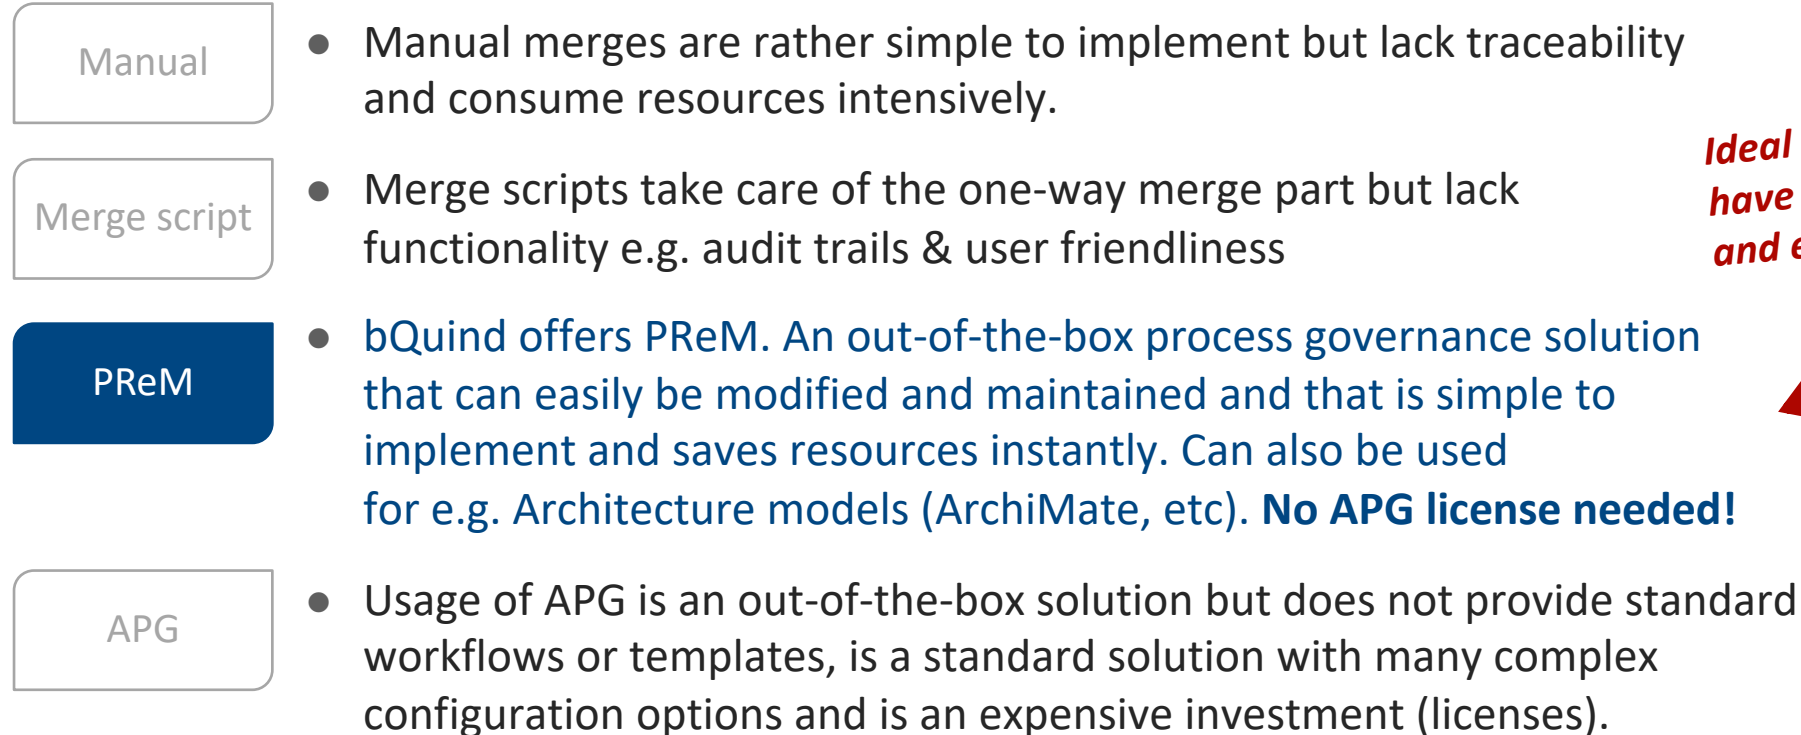 Manual
● Manual merges are rather simple to implement but lack traceability
and consume resources intensively.
Merge script
● Merge scripts take care of the one-way merge part but lack
functionality e.g. audit trails & user friendliness
Ideal
have
and e
PReM
● bQuind offers PReM. An out-of-the-box process governance solution
that can easily be modified and maintained and that is simple to
implement and saves resources instantly. Can also be used
for e.g. Architecture models (ArchiMate, etc). No APG license needed!
APG
● Usage of APG is an out-of-the-box solution but does not provide standard
workflows or templates, is a standard solution with many complex
configuration options and is an expensive investment (licenses).